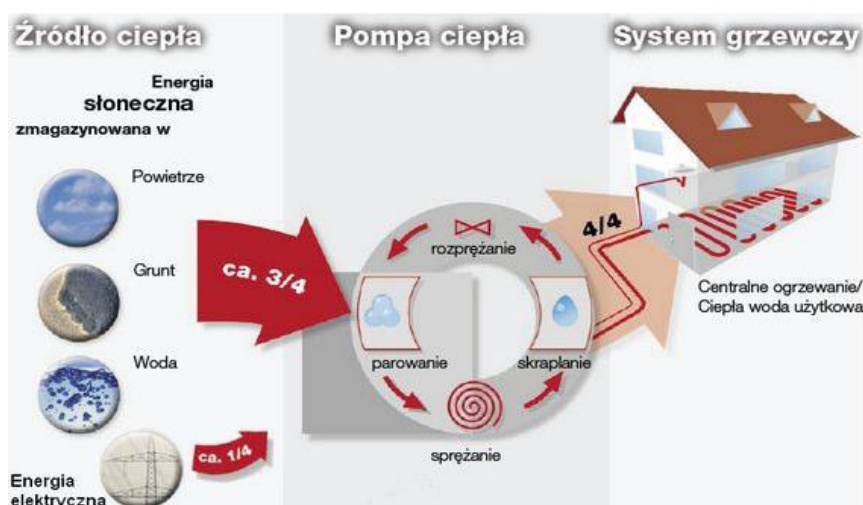 Źródło ciepła
Pompa ciepła
System grzewczy
Energia
słoneczna
zmagazynowana w
Powietrze
Grunt
Woda
Energia
elektryczna
ca. 3/4
ca. 1/4
rozprężanie
parowanie
skraplanie
sprężanie
4/4
Centralne ogrzewanie/
Ciepła woda użytkowa